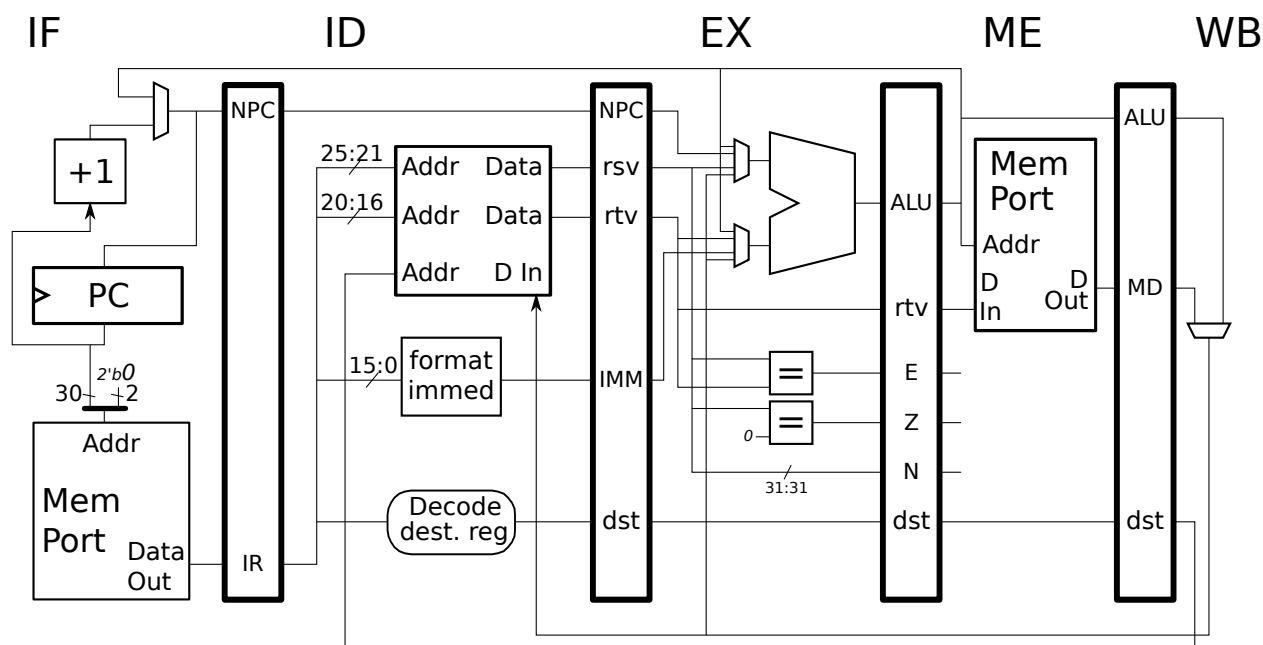 IF ID EX ME WB
NPC NPC ALU
+1
25:21 Addr Data rsv
20:16 Addr Data rtv
Addr D In
Mem
Port
ALU
Addr
D
In
D
Out
MD
rtv
PC
2'b0
30 2
15:0
format
immed
IMM
= E
= Z
0
N
31:31
Addr
Mem
Port
Data
Out
IR
Decode
dest. reg
dst dst dst